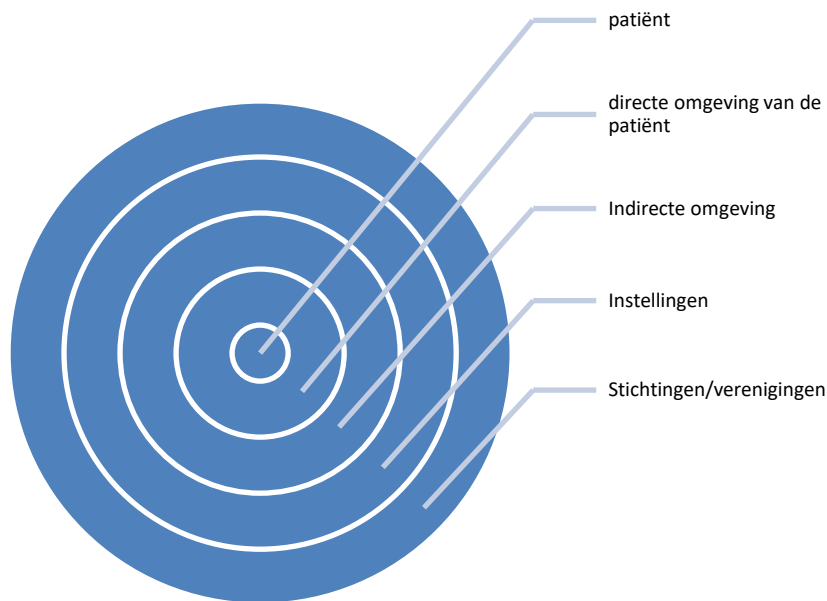 patiënt
directe omgeving van de
patiënt
Indirecte omgeving
Instellingen
Stichtingen/verenigingen